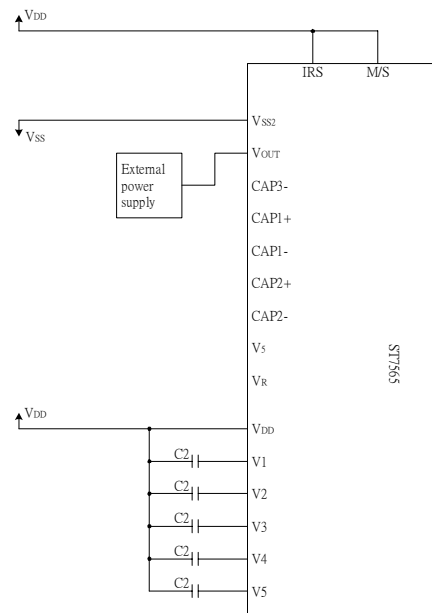 VDD
IRS M/S
VSS
VSS2
External
power
supply
VOUT
CAP3-
CAP1+
CAP1-
CAP2+
CAP2-
V5
VR
ST7565
VDD
VDD
C2 V1
C2 V2
C2 V3
C2 V4
C2 V5